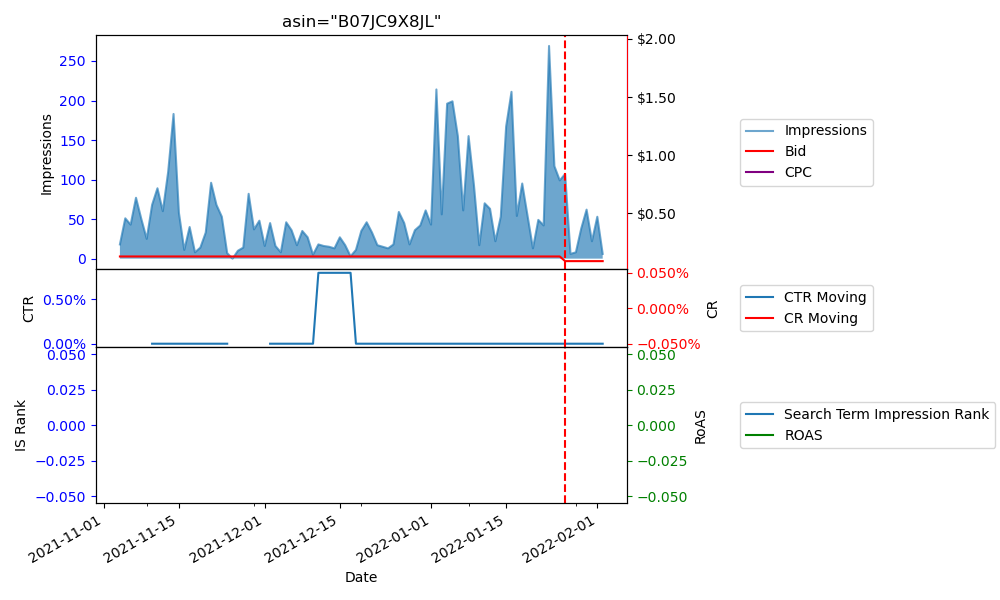 asin="B07JC9X8JL"
Impressions
250
200
150
100
50
0
$2.00
$1.50
$1.00
$0.50
Impressions
Bid
CPC
CTR
0.50%
0.00%
0.050%
0.000%
−0.050%
CR
CTR Moving
CR Moving
IS Rank
0.050
0.025
0.000
−0.025
−0.050
0.050
0.025
0.000
−0.025
−0.050
RoAS
Search Term Impression Rank
ROAS
2021-11-01
2021-11-15
2021-12-01
2021-12-15
2022-01-01
2022-01-15
2022-02-01
Date